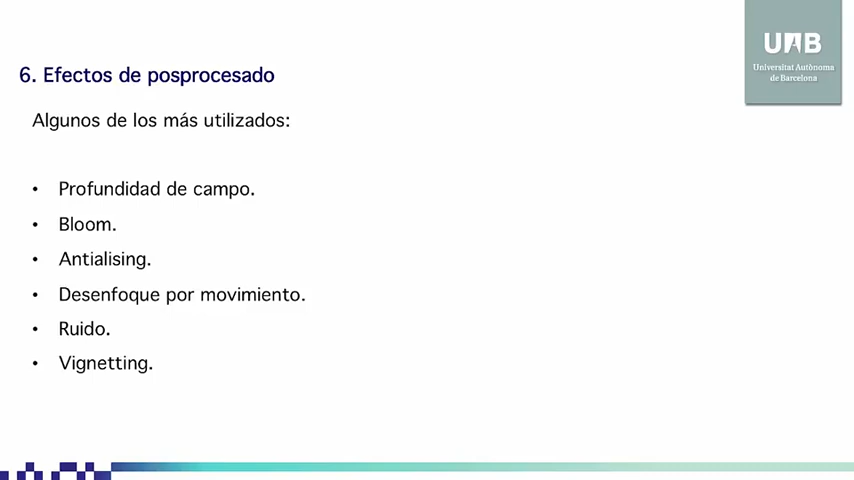 UAB
Universitat Autònoma
de Barcelona
6. Efectos de posprocesado
Algunos de los más utilizados:
• Profundidad de campo.
• Bloom.
• Antialising.
• Desenfoque por movimiento.
• Ruido.
• Vignetting.